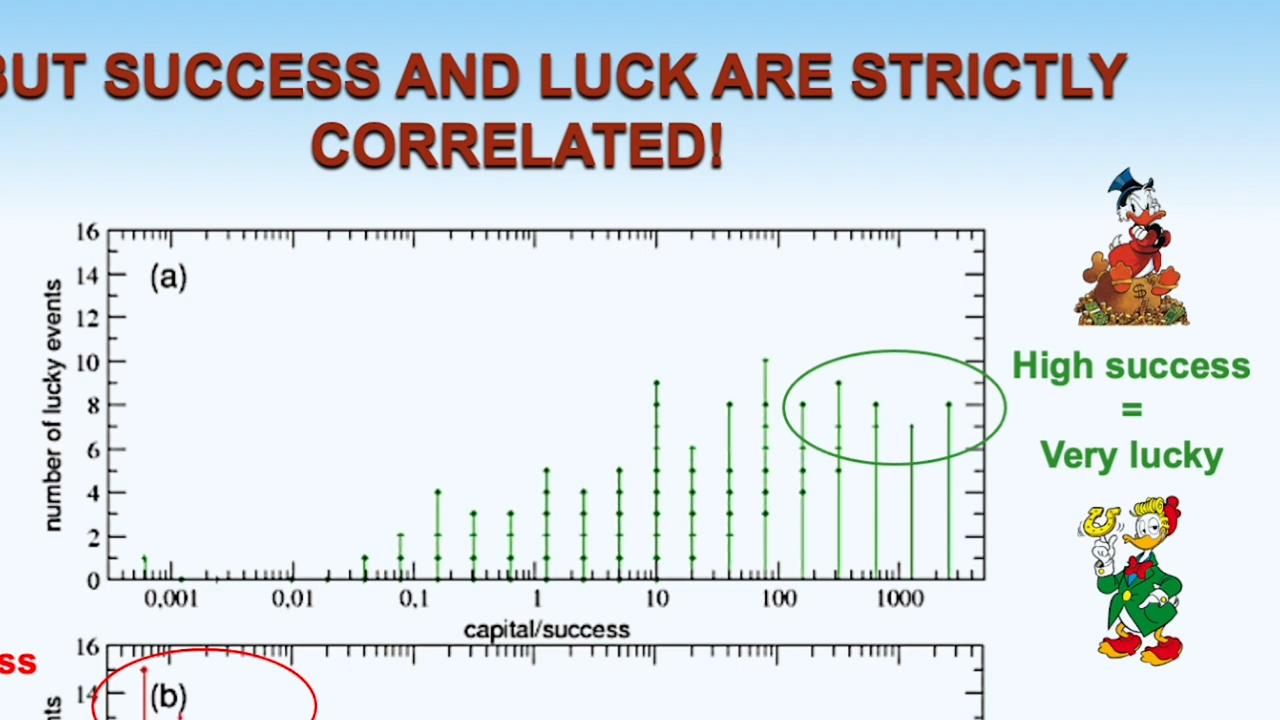 BUT SUCCESS AND LUCK ARE STRICTLY
CORRELATED!
16
14
12
10
8
6
4
2
0
number of lucky events
(a)
0.001 0.01 0.1 1 10 100 1000
capital/success
High success
=
Very lucky
$
16
14
(b)
ss
nts